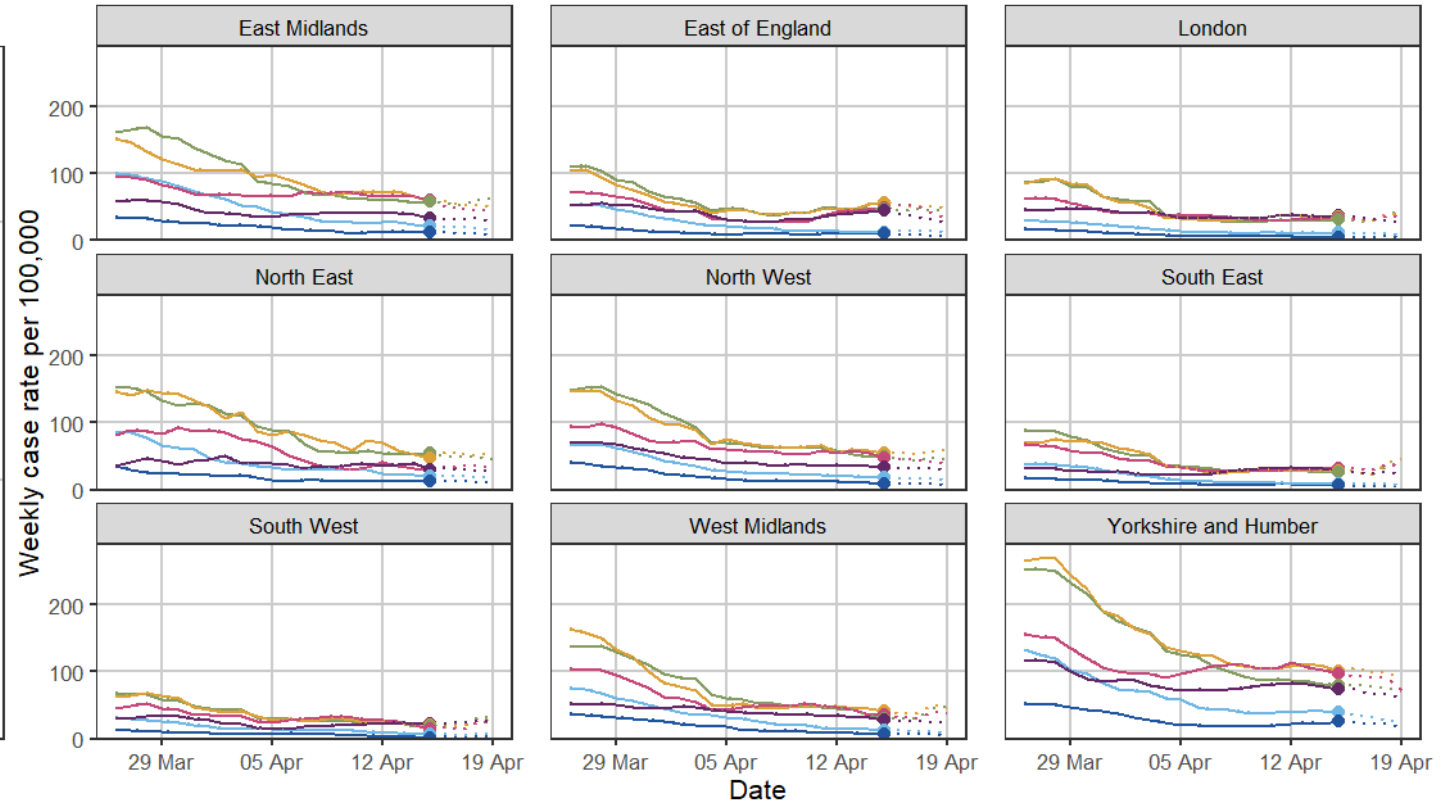 Weekly case rate per 100,000
East Midlands
East of England
London
200
100
0
North East
North West
South East
200
100
0
South West
West Midlands
Yorkshire and Humber
200
100
0
29 Mar 05 Apr 12 Apr 19 Apr
29 Mar 05 Apr 12 Apr 19 Apr
29 Mar 05 Apr 12 Apr 19 Apr
Date